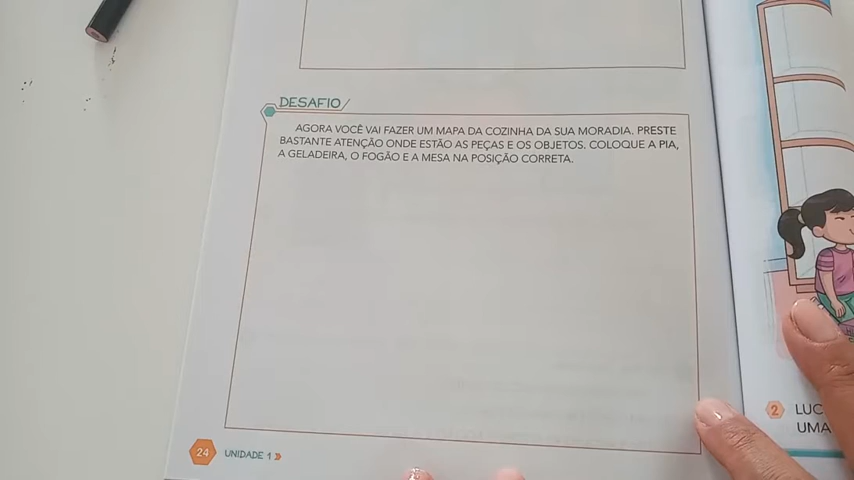 DESAFIO
AGORA VOCÊ VAI FAZER UM MAPA DA COZINHA DA SUA MORADIA. PRESTE
BASTANTE ATENÇÃO ONDE ESTÃO AS PEÇAS E OS OBJETOS. COLOQUE A PIA,
A GELADEIRA, O FOGÃO E A MESA NA POSIÇÃO CORRETA.
24 UNIDADE 1
2
UMA